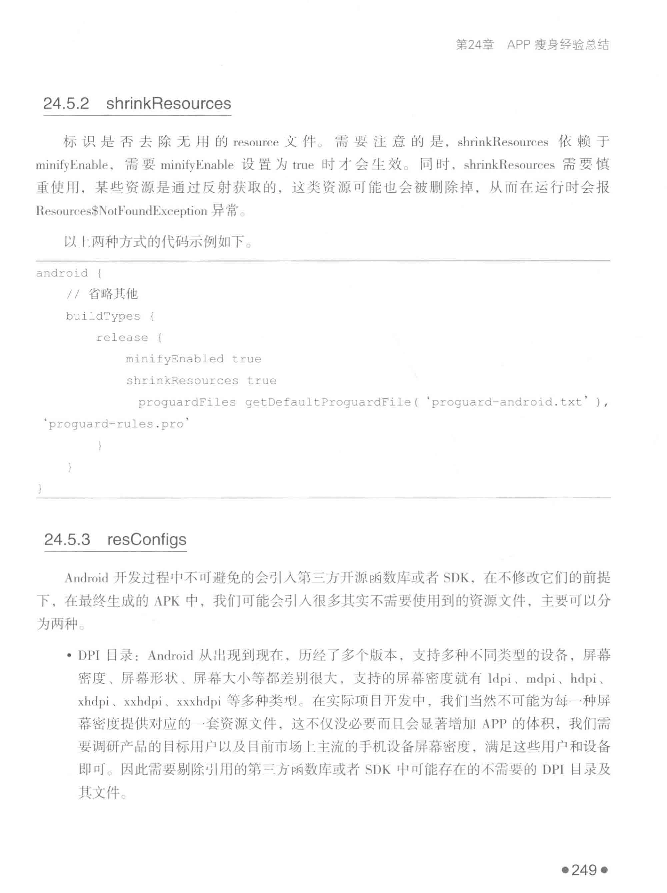 第24章 APP 瘦身经验总结
24.5.2 shrinkResources
标识是否去除无用的 resource 文件。需要注意的是，shrinkResources 依赖于
minifyEnable，需要 minifyEnable 设置为 true 时才会生效。同时，shrinkResources 需要慎
重使用，某些资源是通过反射获取的，这类资源可能也会被删除掉，从而在运行时会报
Resources$NotFoundException 异常。
以上两种方式的代码示例如下。
android {
// 省略其他
buildTypes {
release {
minifyEnabled true
shrinkResources true
proguardFiles getDefaultProguardFile( 'proguard-android.txt' ),
'proguard-rules.pro'
}
}
}
24.5.3 resConfigs
Android 开发过程中不可避免的会引入第三方开源函数库或者 SDK，在不修改它们的前提
下，在最终生成的 APK 中，我们可能会引入很多其实不需要使用到的资源文件，主要可以分
为两种。
• DPI 目录：Android 从出现到现在，历经了多个版本，支持多种不同类型的设备，屏幕
密度、屏幕形状、屏幕大小等都差别很大，支持的屏幕密度就有 ldpi、mdpi、hdpi、
xhdpi、xxhdpi、xxxhdpi 等多种类型。在实际项目开发中，我们当然不可能为每一种屏
幕密度提供对应的一套资源文件，这不仅没必要而且会显著增加 APP 的体积，我们需
要调研产品的目标用户以及目前市场上主流的手机设备屏幕密度，满足这些用户和设备
即可。因此需要剔除引用的第三方函数库或者 SDK 中可能存在的不需要的 DPI 目录及
其文件。
●249●